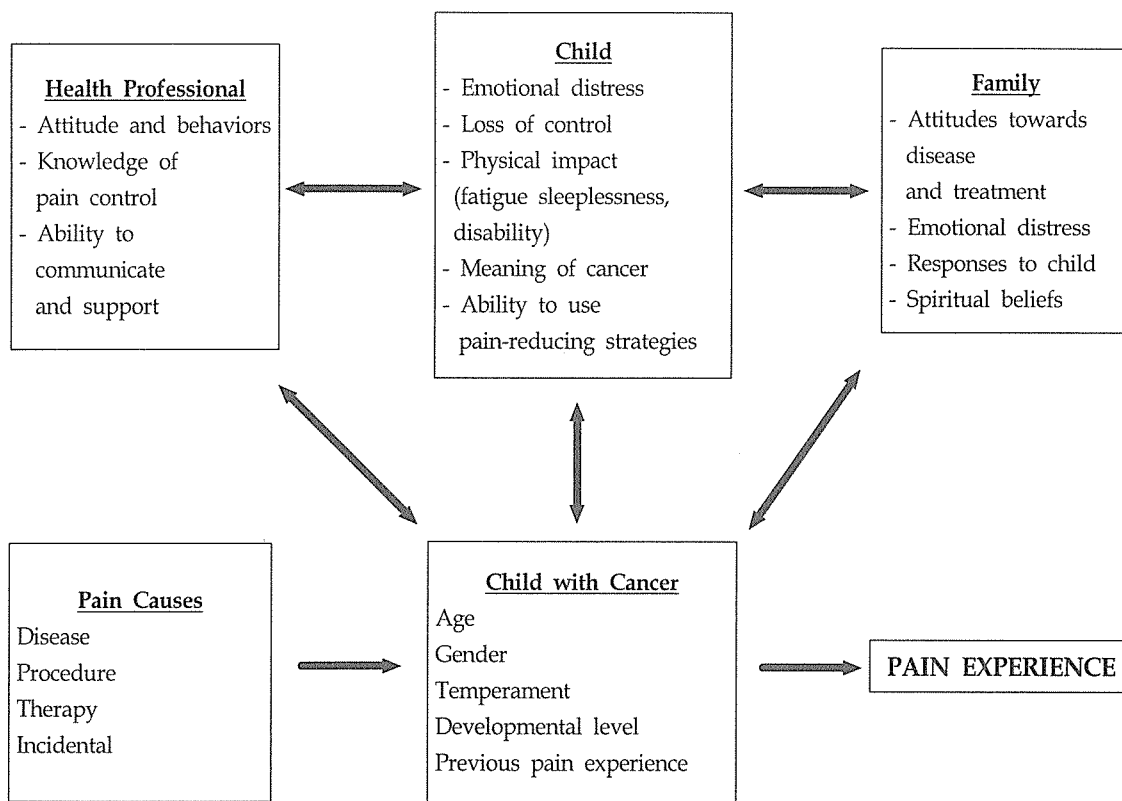 Health Professional
- Attitude and behaviors
- Knowledge of
pain control
- Ability to
communicate
and support
Child
- Emotional distress
- Loss of control
- Physical impact
(fatigue sleeplessness,
disability)
- Meaning of cancer
- Ability to use
pain-reducing strategies
Family
- Attitudes towards
disease
and treatment
- Emotional distress
- Responses to child
- Spiritual beliefs
Pain Causes
Disease
Procedure
Therapy
Incidental
Child with Cancer
Age
Gender
Temperament
Developmental level
Previous pain experience
PAIN EXPERIENCE